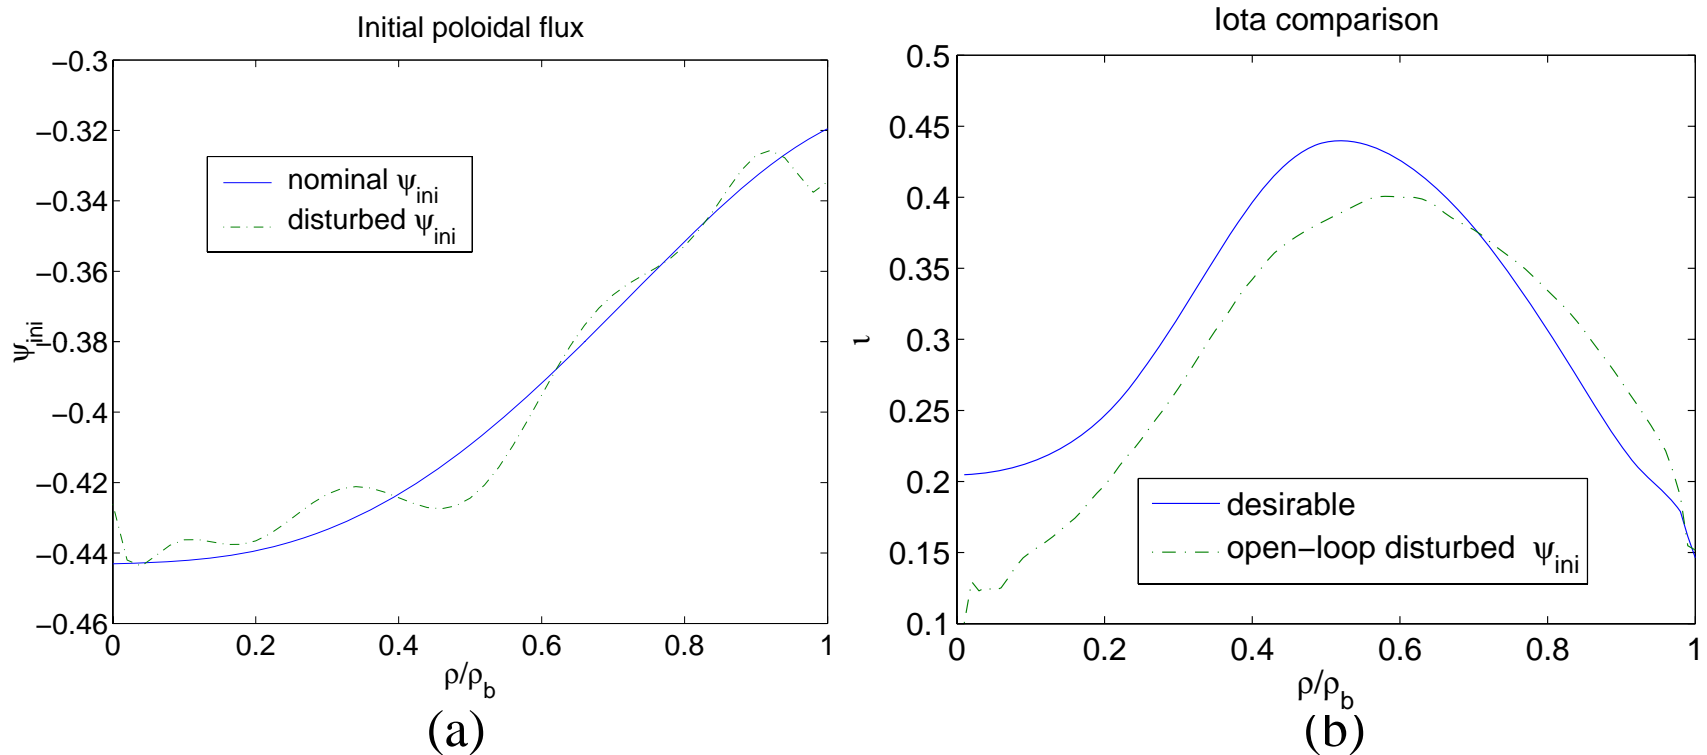 Initial poloidal flux
−0.3
−0.32
−0.34
−0.36
−0.38
−0.4
−0.42
−0.44
−0.46
ψini
nominal ψini
disturbed ψini
0 0.2 0.4 0.6 0.8 1
ρ/ρb
(a)
Iota comparison
0.5
0.45
0.4
0.35
0.3
0.25
0.2
0.15
0.1
ι
desirable
open−loop disturbed ψini
0 0.2 0.4 0.6 0.8 1
ρ/ρb
(b)